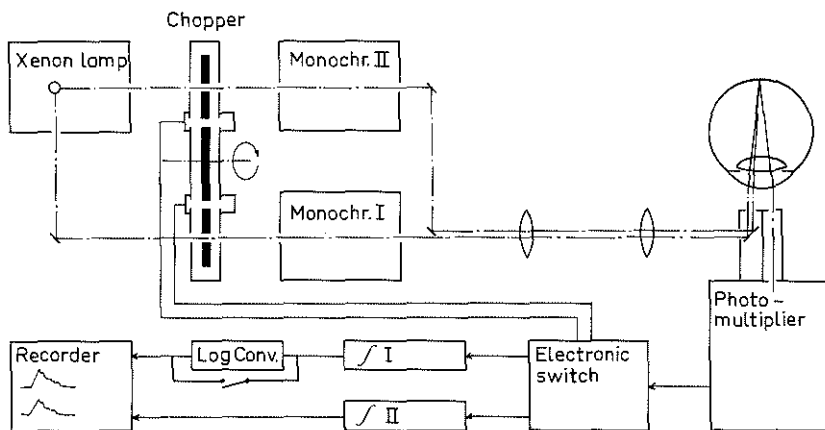 Chopper
Xenon lamp
Monochr. II
Monochr. I
Photo-
multiplier
Recorder
Log Conv.
∫ I
Electronic
switch
∫ II